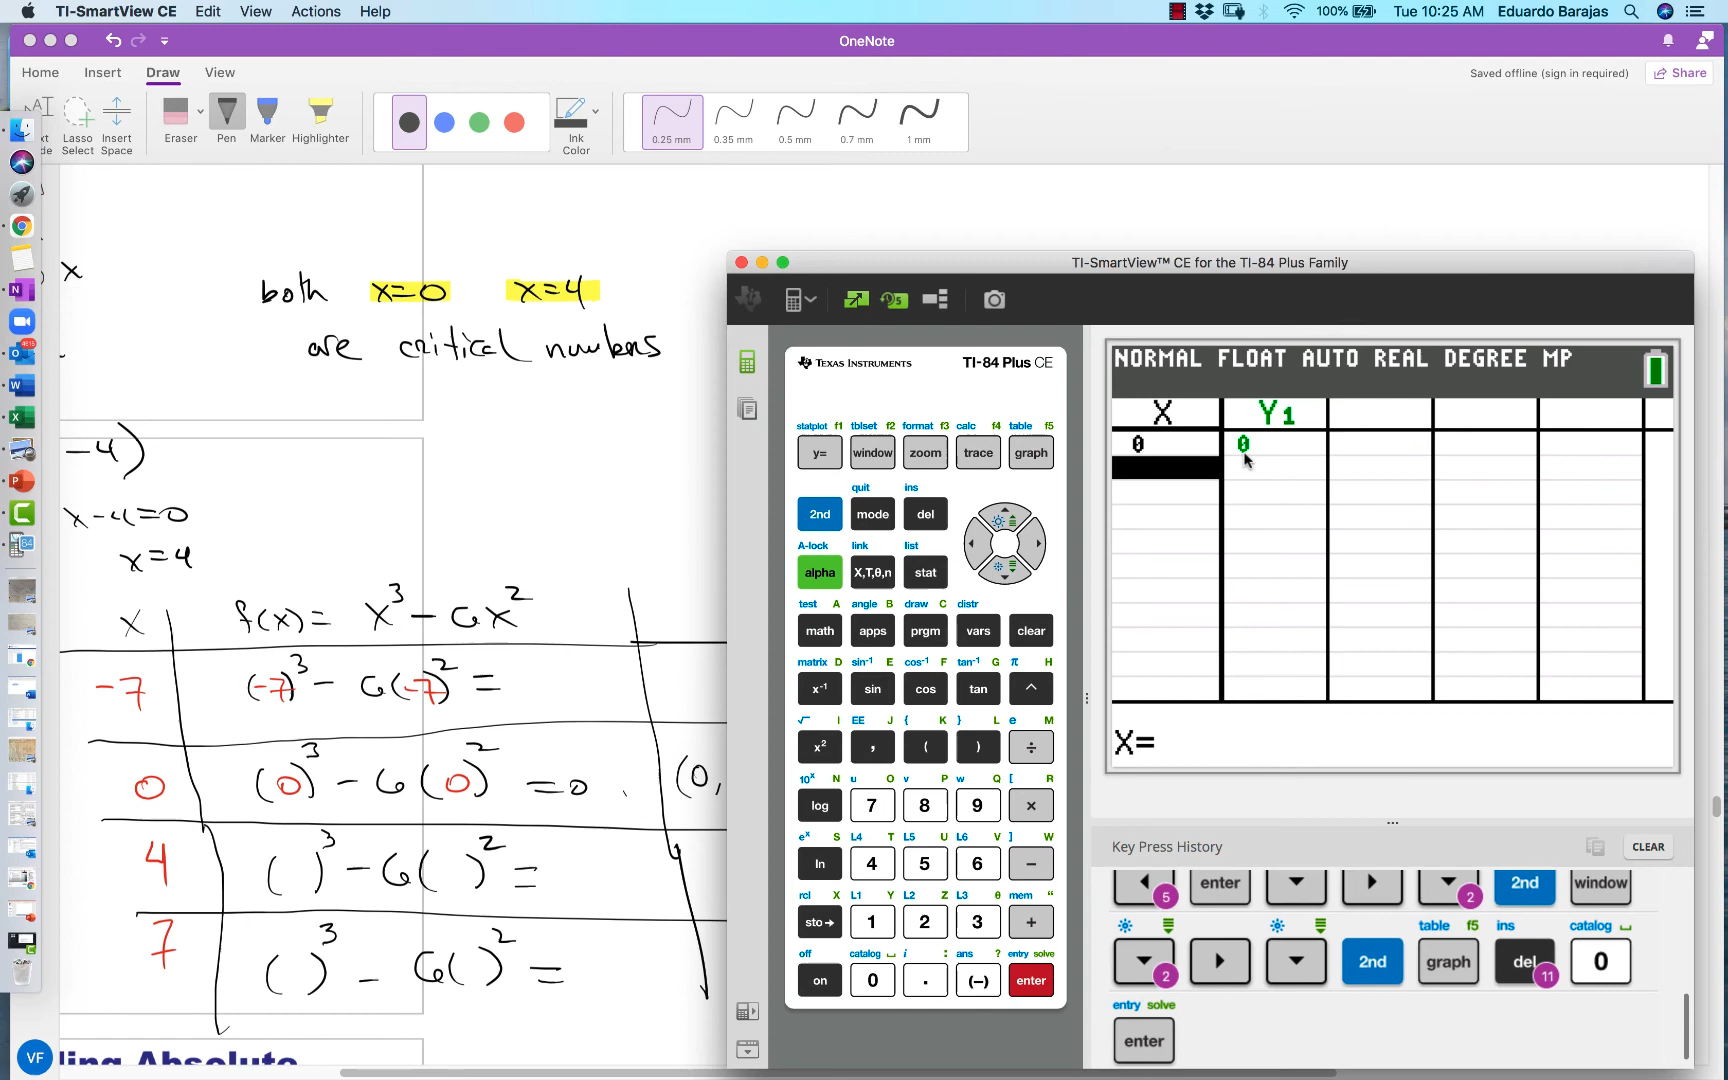 TI-SmartView CE Edit View Actions Help 100% Tue 10:25 AM Eduardo Barajas
OneNote
Home Insert Draw View Saved offline (sign in required) Share
Lasso Select Insert Space Eraser Pen Marker Highlighter Ink Color 0.25 mm 0.35 mm 0.5 mm 0.7 mm 1 mm
x
both x=0 x=4
are critical numbers
-4)
x-4=0
x=4
x f(x)= x³-6x²
-7 (-7)³-6(-7)²=
0 (0)³-6(0)²=0 (0,
4 ( )³-6( )²=
7 ( )³-6( )²=
ding Absolute
VF
TI-SmartView™ CE for the TI-84 Plus Family
TEXAS INSTRUMENTS TI-84 Plus CE
statplot f1 tblset f2 format f3 calc f4 table f5
y= window zoom trace graph
quit ins
2nd mode del
A-lock link list
alpha X,T,θ,n stat
test A angle B draw C distr
math apps prgm vars clear
matrix D sin⁻¹ E cos⁻¹ F tan⁻¹ G π H
x⁻¹ sin cos tan ^
√ I EE J { K } L e M
x² , ( ) ÷
10ˣ N u O v P w Q [ R
log 7 8 9 ×
eˣ S L4 T L5 U L6 V ] W
ln 4 5 6 −
rcl X L1 Y L2 Z L3 θ mem "
sto→ 1 2 3 +
off catalog i : ans ? entry solve
on 0 . (−) enter
NORMAL FLOAT AUTO REAL DEGREE MP
X Y1
0 0
X=
Key Press History CLEAR
5 enter 2 2nd window
table f5 ins catalog
2 2nd graph del 11 0
entry solve
enter